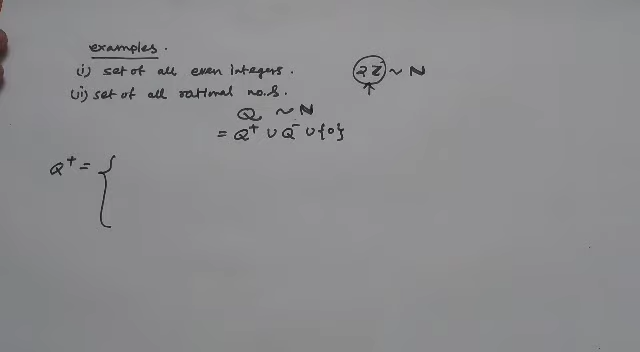 examples.
(i) set of all even integers. 2Z ~ N
(ii) set of all rational no.s.
Q ~ N
= Q⁺ ∪ Q⁻ ∪ {0}
Q⁺ = {